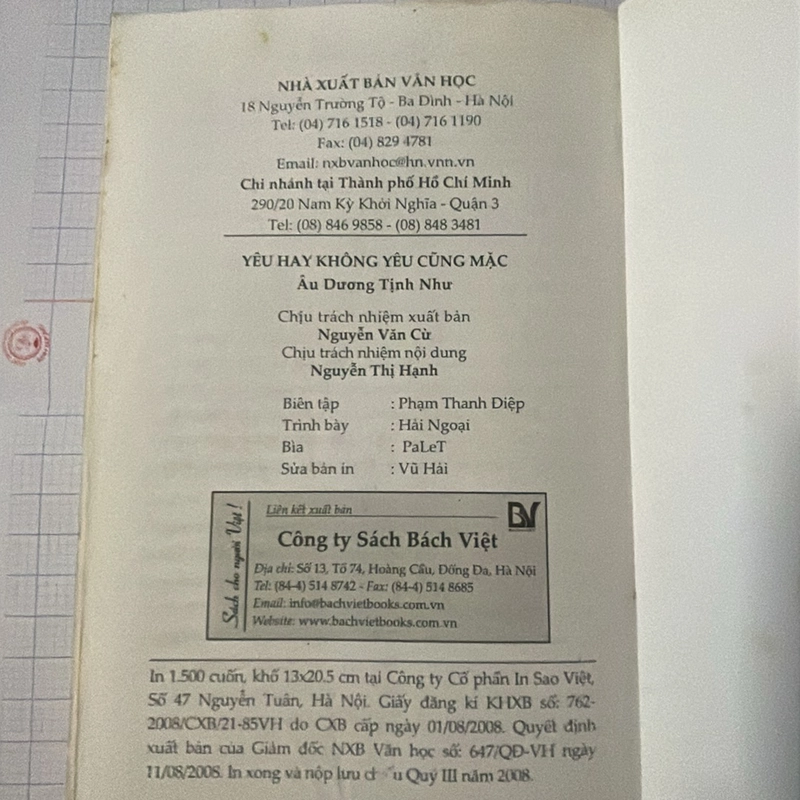 NHÀ XUẤT BẢN VĂN HỌC
18 Nguyễn Trường Tộ - Ba Đình - Hà Nội
Tel: (04) 716 1518 - (04) 716 1190
Fax: (04) 829 4781
Email: nxbvanhoc@hn.vnn.vn
Chi nhánh tại Thành phố Hồ Chí Minh
290/20 Nam Kỳ Khởi Nghĩa - Quận 3
Tel: (08) 846 9858 - (08) 848 3481
YÊU HAY KHÔNG YÊU CŨNG MẶC
Âu Dương Tịnh Như
Chịu trách nhiệm xuất bản
Nguyễn Văn Cừ
Chịu trách nhiệm nội dung
Nguyễn Thị Hạnh
Biên tập : Phạm Thanh Điệp
Trình bày : Hải Ngoại
Bìa : PaLeT
Sửa bản in : Vũ Hải
Sách cho người Việt!
Liên kết xuất bản
BV
Công ty Sách Bách Việt
Địa chỉ: Số 13, Tổ 74, Hoàng Cầu, Đống Đa, Hà Nội
Tel: (84-4) 514 8742 - Fax: (84-4) 514 8685
Email: info@bachvietbooks.com.vn
Website: www.bachvietbooks.com.vn
In 1.500 cuốn, khổ 13x20.5 cm tại Công ty Cổ phần In Sao Việt,
Số 47 Nguyễn Tuân, Hà Nội. Giấy đăng kí KHXB số: 762-
2008/CXB/21-85VH do CXB cấp ngày 01/08/2008. Quyết định
xuất bản của Giám đốc NXB Văn học số: 647/QĐ-VH ngày
11/08/2008. In xong và nộp lưu Quý III năm 2008.